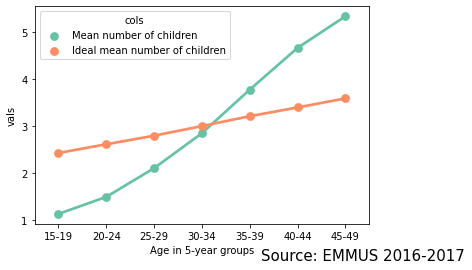 cols
Mean number of children
Ideal mean number of children
vals
5
4
3
2
1
15-19 20-24 25-29 30-34 35-39 40-44 45-49
Age in 5-year groups
Source: EMMUS 2016-2017